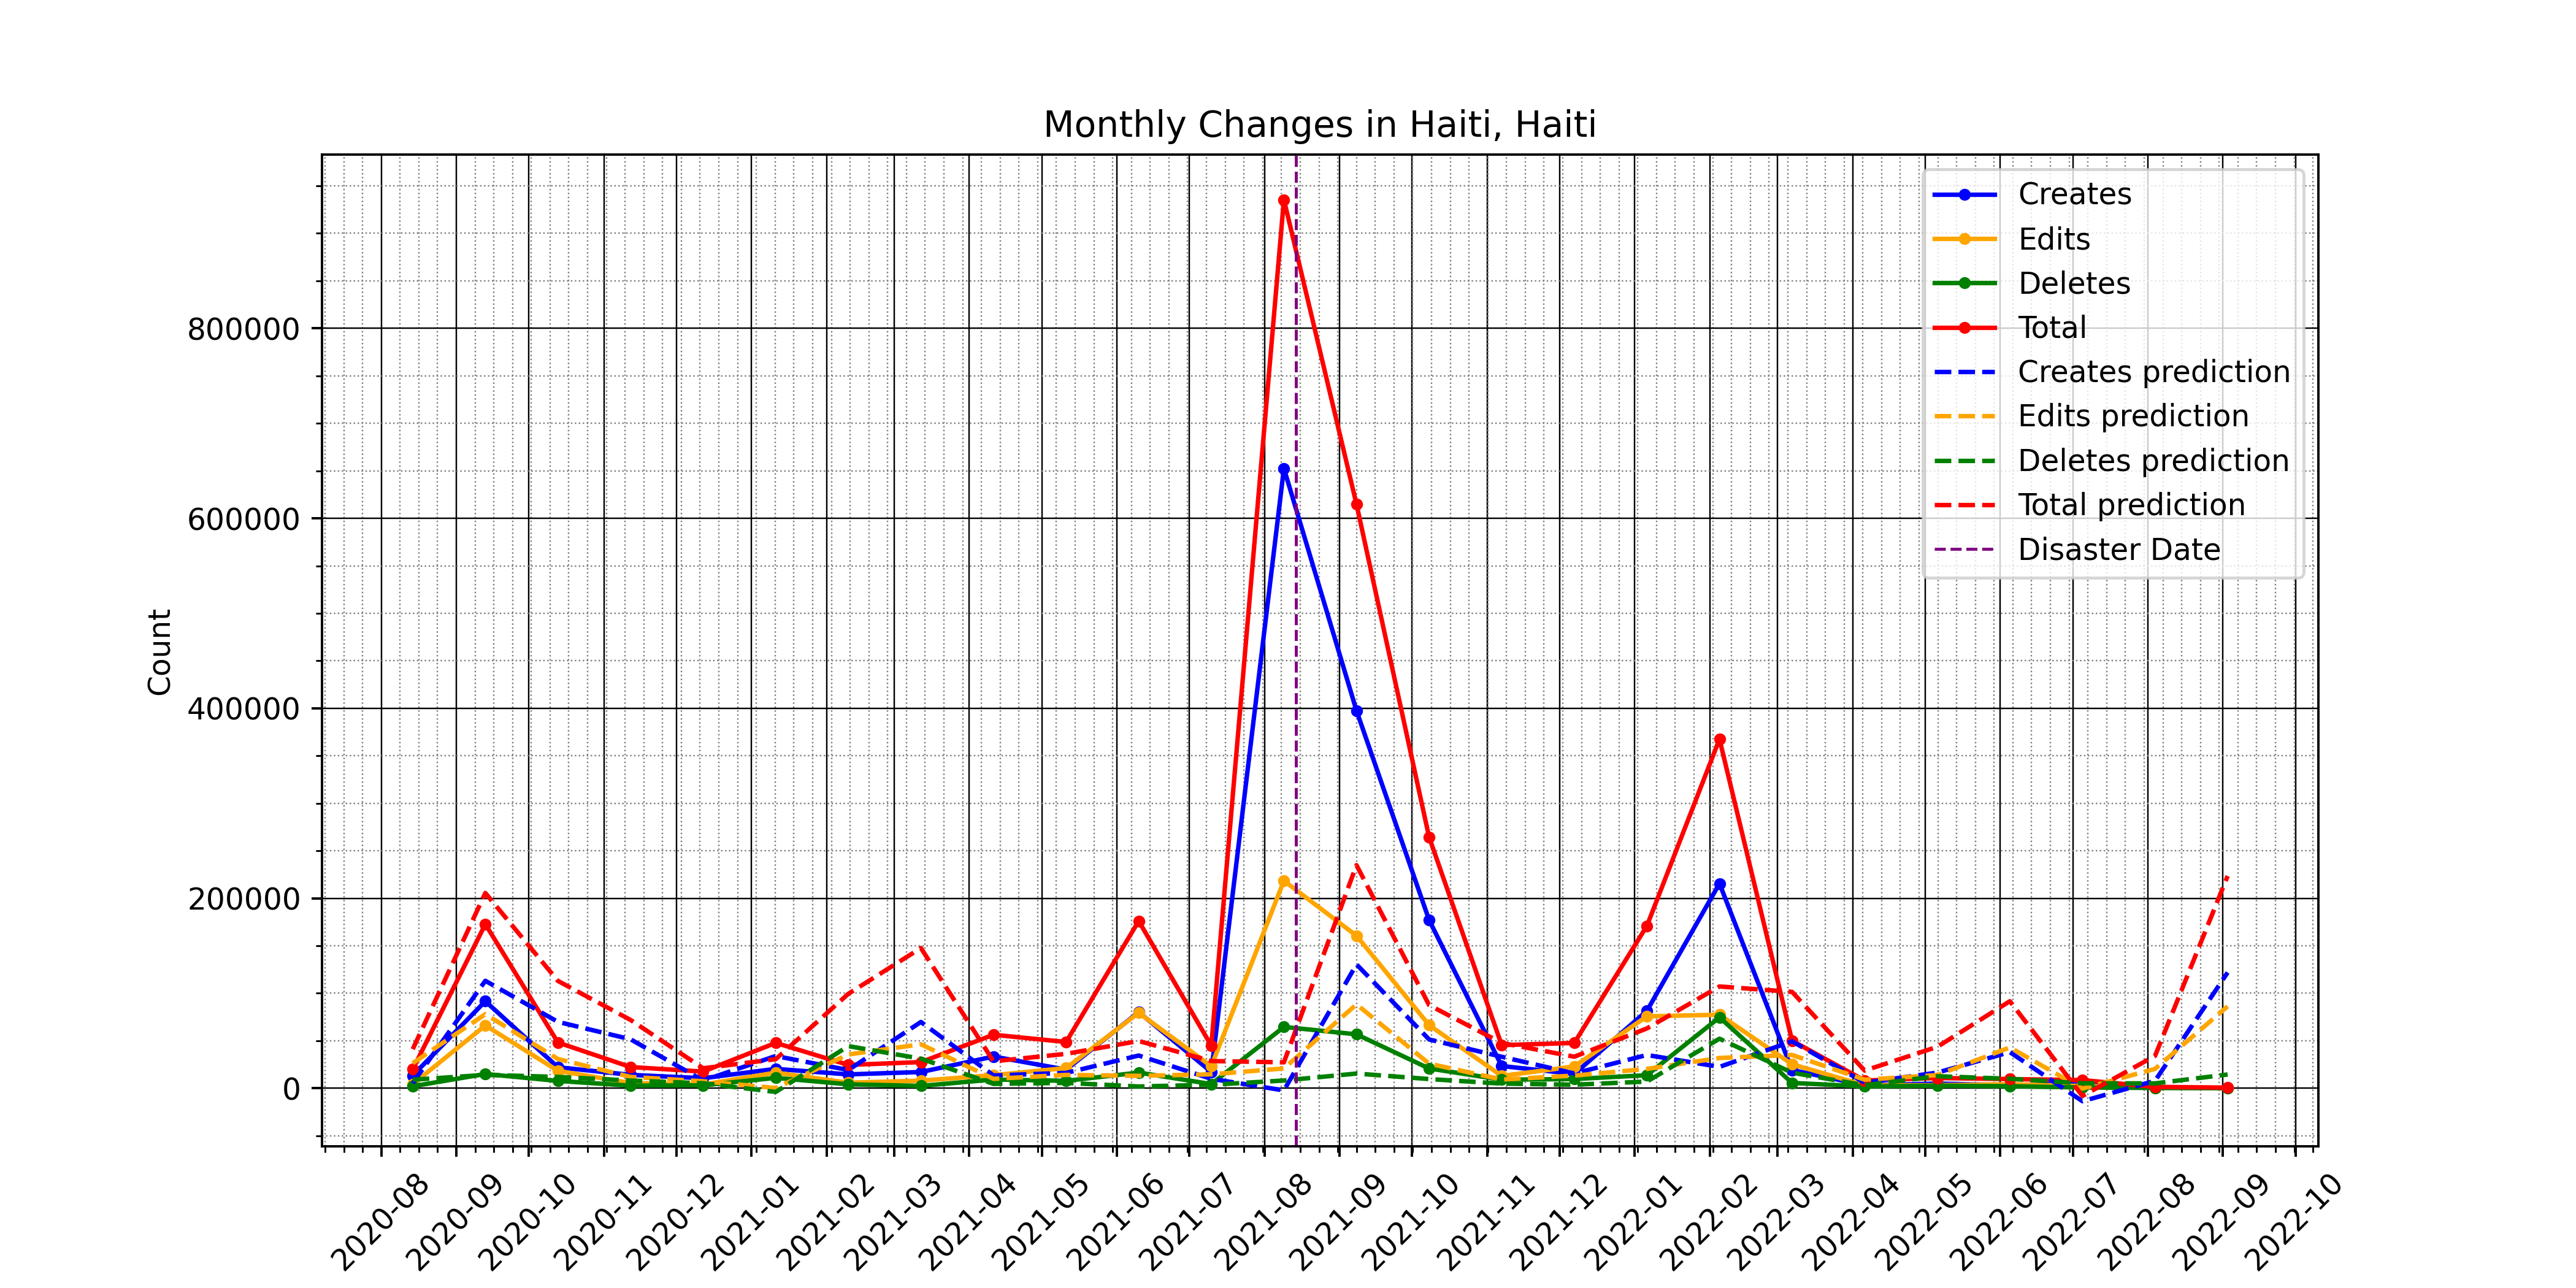 Monthly Changes in Haiti, Haiti
Creates
Edits
Deletes
Total
Creates prediction
Edits prediction
Deletes prediction
Total prediction
Disaster Date
Count
800000
600000
400000
200000
0
2020-08
2020-09
2020-10
2020-11
2020-12
2021-01
2021-02
2021-03
2021-04
2021-05
2021-06
2021-07
2021-08
2021-09
2021-10
2021-11
2021-12
2022-01
2022-02
2022-03
2022-04
2022-05
2022-06
2022-07
2022-08
2022-09
2022-10